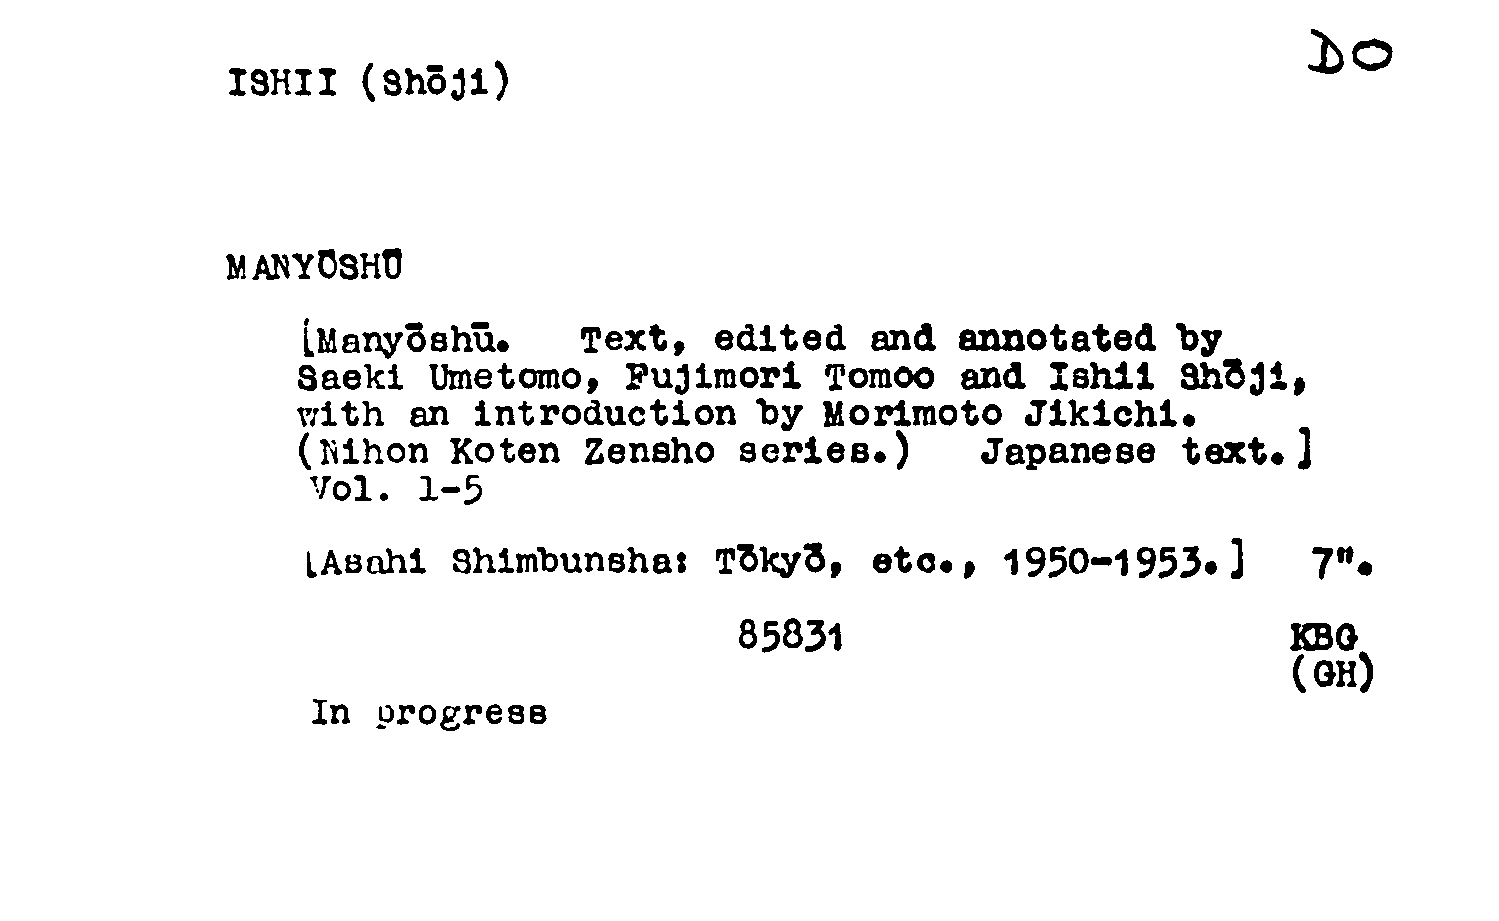 DO
ISHII (Shōji)
MANYŌSHŪ
[Manyōshū. Text, edited and annotated by
Saeki Umetomo, Fujimori Tomoo and Ishii Shōji,
with an introduction by Morimoto Jikichi.
(Nihon Koten Zensho series.) Japanese text.]
Vol. 1-5
[Asahi Shimbunsha: Tōkyō, etc., 1950-1953.] 7".
85831 KBG
(GH)
In progress